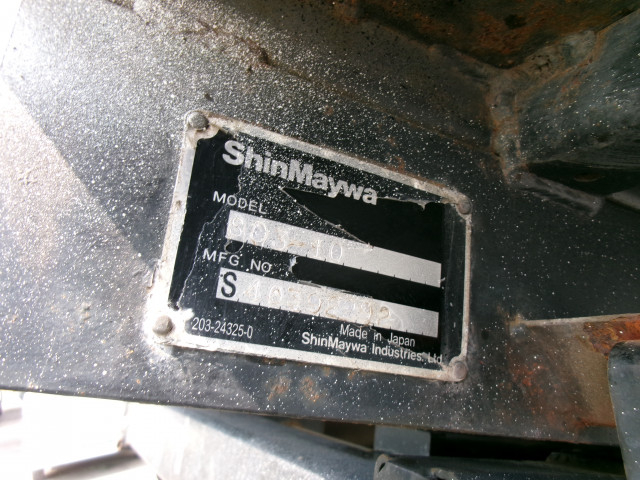 ShinMaywa
MODEL
MFG. NO.
S
203-24325-0
Made in Japan
ShinMaywa Industries. Ltd